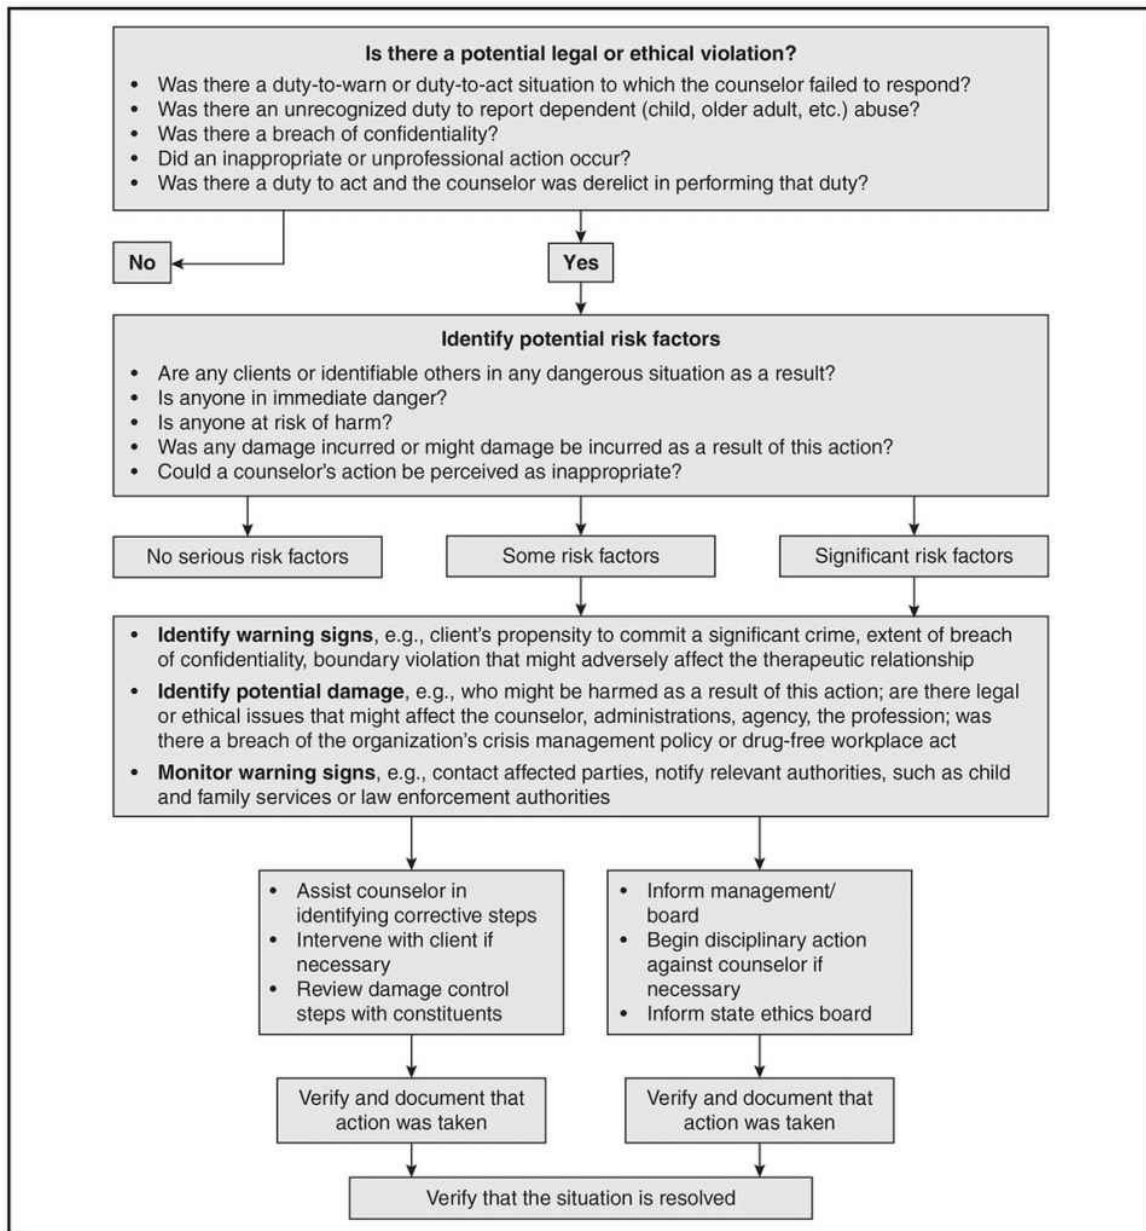 Is there a potential legal or ethical violation?
• Was there a duty-to-warn or duty-to-act situation to which the counselor failed to respond?
• Was there an unrecognized duty to report dependent (child, older adult, etc.) abuse?
• Was there a breach of confidentiality?
• Did an inappropriate or unprofessional action occur?
• Was there a duty to act and the counselor was derelict in performing that duty?
No
Yes
Identify potential risk factors
• Are any clients or identifiable others in any dangerous situation as a result?
• Is anyone in immediate danger?
• Is anyone at risk of harm?
• Was any damage incurred or might damage be incurred as a result of this action?
• Could a counselor’s action be perceived as inappropriate?
No serious risk factors
Some risk factors
Significant risk factors
• Identify warning signs, e.g., client’s propensity to commit a significant crime, extent of breach
of confidentiality, boundary violation that might adversely affect the therapeutic relationship
• Identify potential damage, e.g., who might be harmed as a result of this action; are there legal
or ethical issues that might affect the counselor, administrations, agency, the profession; was
there a breach of the organization’s crisis management policy or drug-free workplace act
• Monitor warning signs, e.g., contact affected parties, notify relevant authorities, such as child
and family services or law enforcement authorities
• Assist counselor in
identifying corrective steps
• Intervene with client if
necessary
• Review damage control
steps with constituents
• Inform management/
board
• Begin disciplinary action
against counselor if
necessary
• Inform state ethics board
Verify and document that
action was taken
Verify and document that
action was taken
Verify that the situation is resolved